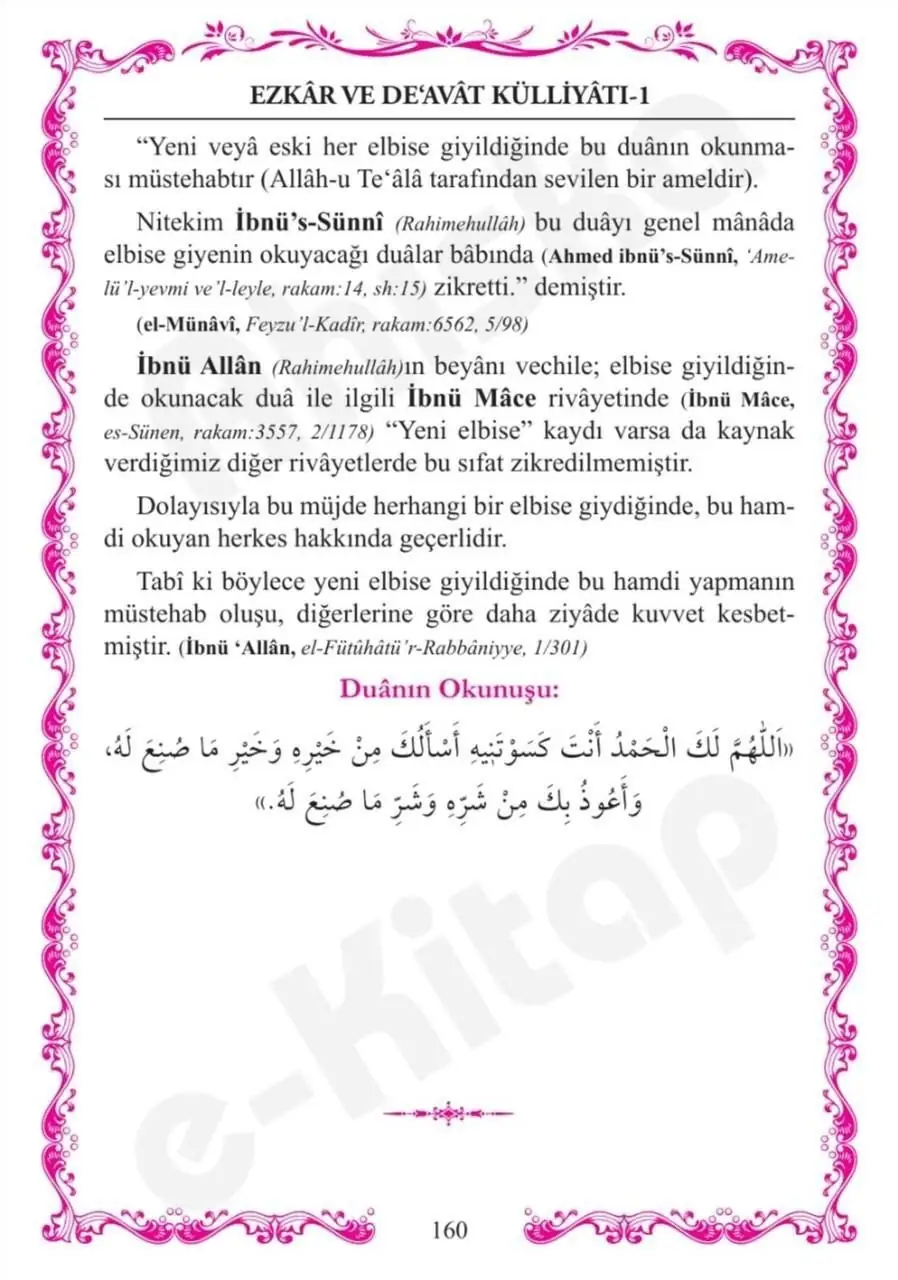 EZKÂR VE DE‘AVÂT KÜLLİYÂTI-1
“Yeni veyâ eski her elbise giyildiğinde bu duânın okunma-
sı müstehabtır (Allâh-u Te‘âlâ tarafından sevilen bir ameldir).
Nitekim İbnü’s-Sünnî (Rahimehullâh) bu duâyı genel mânâda
elbise giyenin okuyacağı duâlar bâbında (Ahmed ibnü’s-Sünnî, ‘Ame-
lü’l-yevmi ve’l-leyle, rakam:14, sh:15) zikretti.” demiştir.
(el-Münâvî, Feyzu’l-Kadîr, rakam:6562, 5/98)
İbnü Allân (Rahimehullâh)ın beyânı vechile; elbise giyildiğin-
de okunacak duâ ile ilgili İbnü Mâce rivâyetinde (İbnü Mâce,
es-Sünen, rakam:3557, 2/1178) “Yeni elbise” kaydı varsa da kaynak
verdiğimiz diğer rivâyetlerde bu sıfat zikredilmemiştir.
Dolayısıyla bu müjde herhangi bir elbise giydiğinde, bu ham-
di okuyan herkes hakkında geçerlidir.
Tabî ki böylece yeni elbise giyildiğinde bu hamdi yapmanın
müstehab oluşu, diğerlerine göre daha ziyâde kuvvet kesbet-
miştir. (İbnü ‘Allân, el-Fütûhâtü’r-Rabbâniyye, 1/301)
Duânın Okunuşu:
«اَللّٰهُمَّ لَكَ الْحَمْدُ أَنْتَ كَسَوْتَنِيهِ أَسْأَلُكَ مِنْ خَيْرِهِ وَخَيْرِ مَا صُنِعَ لَهُ،
وَأَعُوذُ بِكَ مِنْ شَرِّهِ وَشَرِّ مَا صُنِعَ لَهُ.»
e-Kitap
160